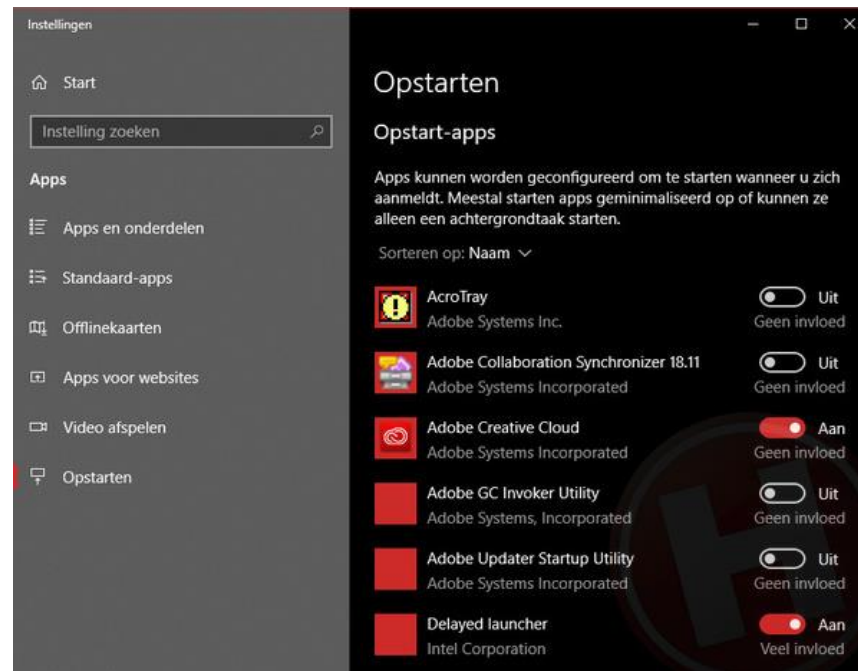 Instellingen
Start
Instelling zoeken
Apps
Apps en onderdelen
Standaard-apps
Offlinekaarten
Apps voor websites
Video afspelen
Opstarten
Opstarten
Opstart-apps
Apps kunnen worden geconfigureerd om te starten wanneer u zich
aanmeldt. Meestal starten apps geminimaliseerd op of kunnen ze
alleen een achtergrondtaak starten.
Sorteren op: Naam
AcroTray Uit
Adobe Systems Inc. Geen invloed
Adobe Collaboration Synchronizer 18.11 Uit
Adobe Systems Incorporated Geen invloed
Adobe Creative Cloud Aan
Adobe Systems Incorporated Geen invloed
Adobe GC Invoker Utility Uit
Adobe Systems, Incorporated Geen invloed
Adobe Updater Startup Utility Uit
Adobe Systems Incorporated Geen invloed
Delayed launcher Aan
Intel Corporation Veel invloed